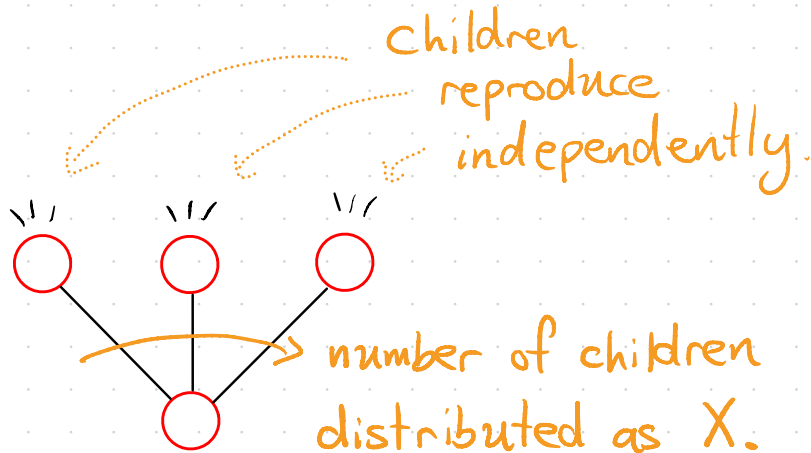 children
reproduce
independently.
number of children
distributed as X.